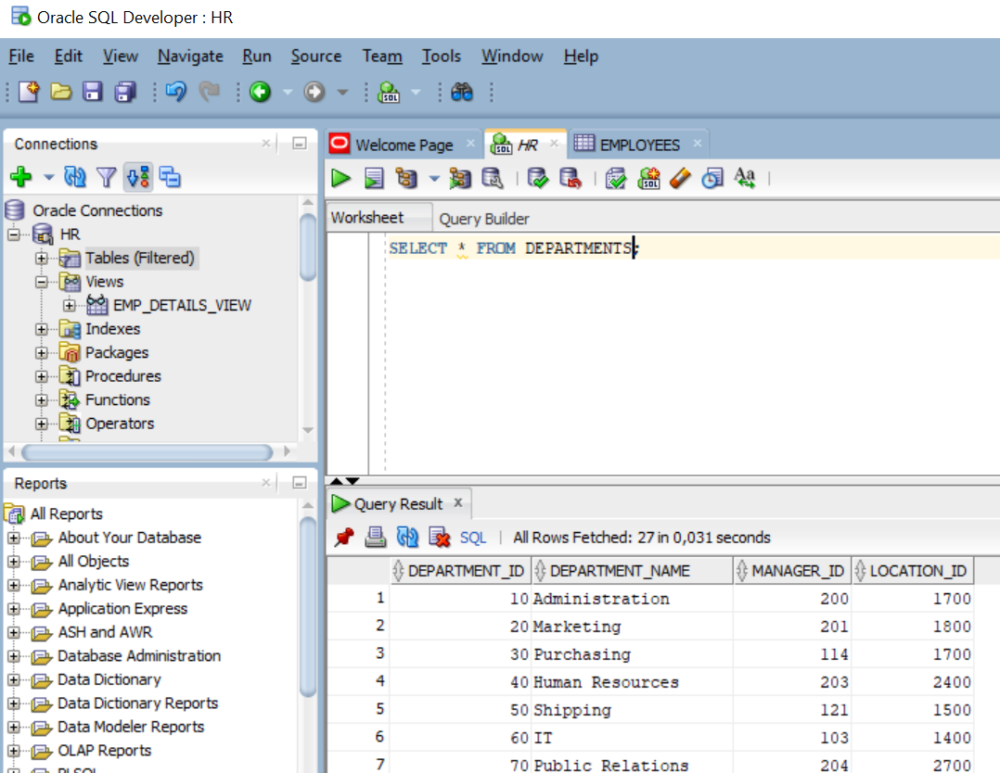 Oracle SQL Developer : HR
File Edit View Navigate Run Source Team Tools Window Help
SQL
Connections
Oracle Connections
HR
Tables (Filtered)
Views
EMP_DETAILS_VIEW
Indexes
Packages
Procedures
Functions
Operators
Reports
All Reports
About Your Database
All Objects
Analytic View Reports
Application Express
ASH and AWR
Database Administration
Data Dictionary
Data Dictionary Reports
Data Modeler Reports
OLAP Reports
Welcome Page SQL HR EMPLOYEES
SQL Aa
Worksheet Query Builder
SELECT * FROM DEPARTMENTS;
Query Result
SQL | All Rows Fetched: 27 in 0,031 seconds
DEPARTMENT_ID DEPARTMENT_NAME MANAGER_ID LOCATION_ID
1 10 Administration 200 1700
2 20 Marketing 201 1800
3 30 Purchasing 114 1700
4 40 Human Resources 203 2400
5 50 Shipping 121 1500
6 60 IT 103 1400
7 70 Public Relations 204 2700